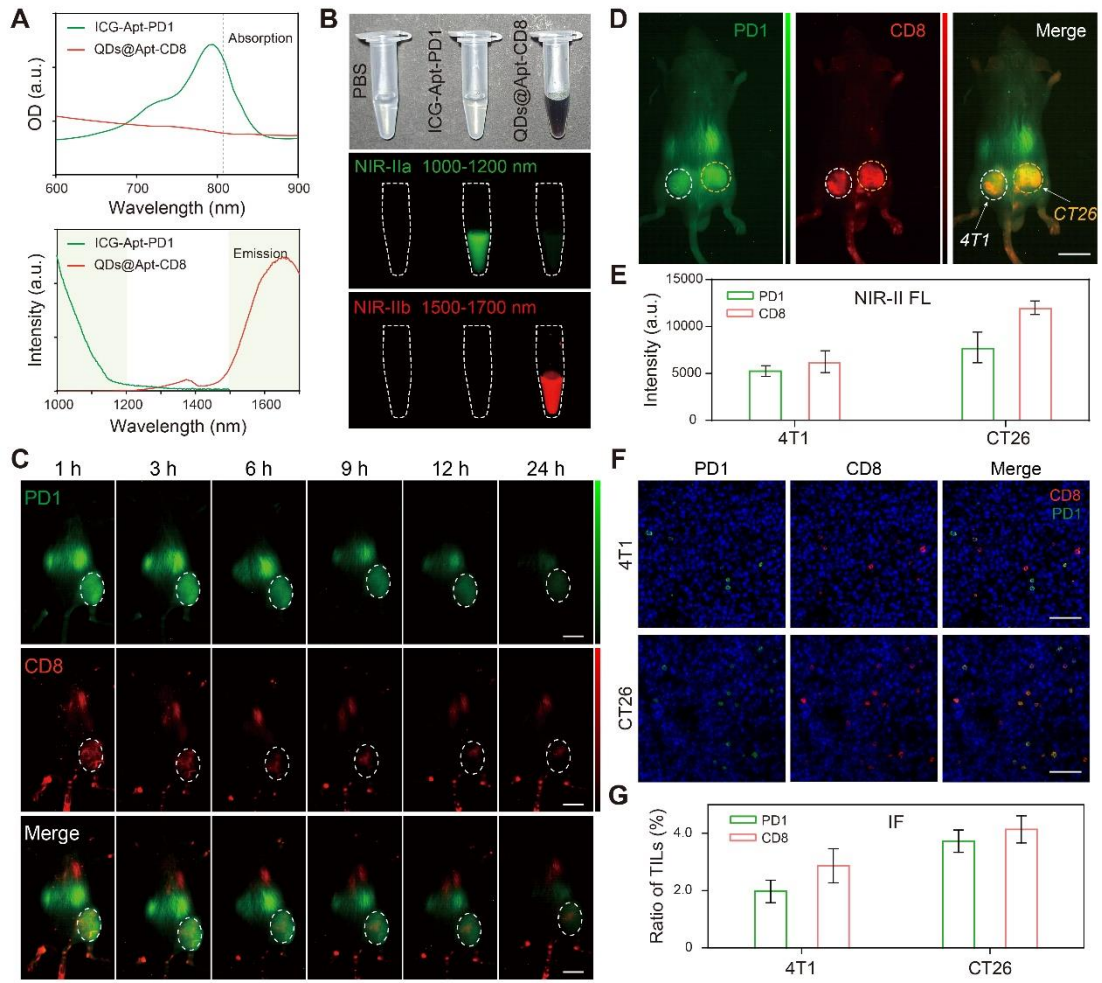 A
ICG-Apt-PD1
QDs@Apt-CD8
Absorption
OD (a.u.)
600
700
800
900
Wavelength (nm)
ICG-Apt-PD1
QDs@Apt-CD8
Emission
Intensity (a.u.)
1000
1200
1400
1600
Wavelength (nm)
B
PBS
ICG-Apt-PD1
QDs@Apt-CD8
NIR-IIa 1000-1200 nm
NIR-IIb 1500-1700 nm
C
1 h
3 h
6 h
9 h
12 h
24 h
PD1
CD8
Merge
D
PD1
CD8
Merge
4T1
CT26
E
Intensity (a.u.)
15000
10000
5000
0
PD1
CD8
NIR-II FL
4T1
CT26
F
PD1
CD8
Merge
CD8
PD1
4T1
CT26
G
Ratio of TILs (%)
4.0
2.0
0
PD1
CD8
IF
4T1
CT26